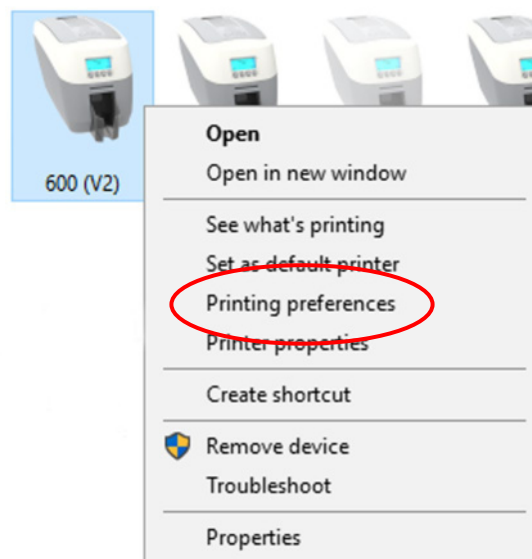 600 (V2)
Open
Open in new window
See what's printing
Set as default printer
Printing preferences
Printer properties
Create shortcut
Remove device
Troubleshoot
Properties